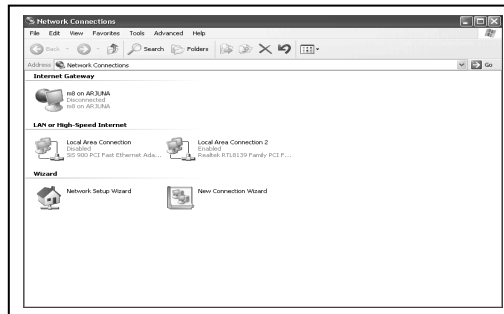 Network Connections
File Edit View Favorites Tools Advanced Help
Back Search Folders
Address Network Connections Go
Internet Gateway
m8 on ARJUNA
Disconnected
m8 on ARJUNA
LAN or High-Speed Internet
Local Area Connection
Disabled
SiS 900 PCI Fast Ethernet Ada...
Local Area Connection 2
Enabled
Realtek RTL8139 Family PCI F...
Wizard
Network Setup Wizard
New Connection Wizard